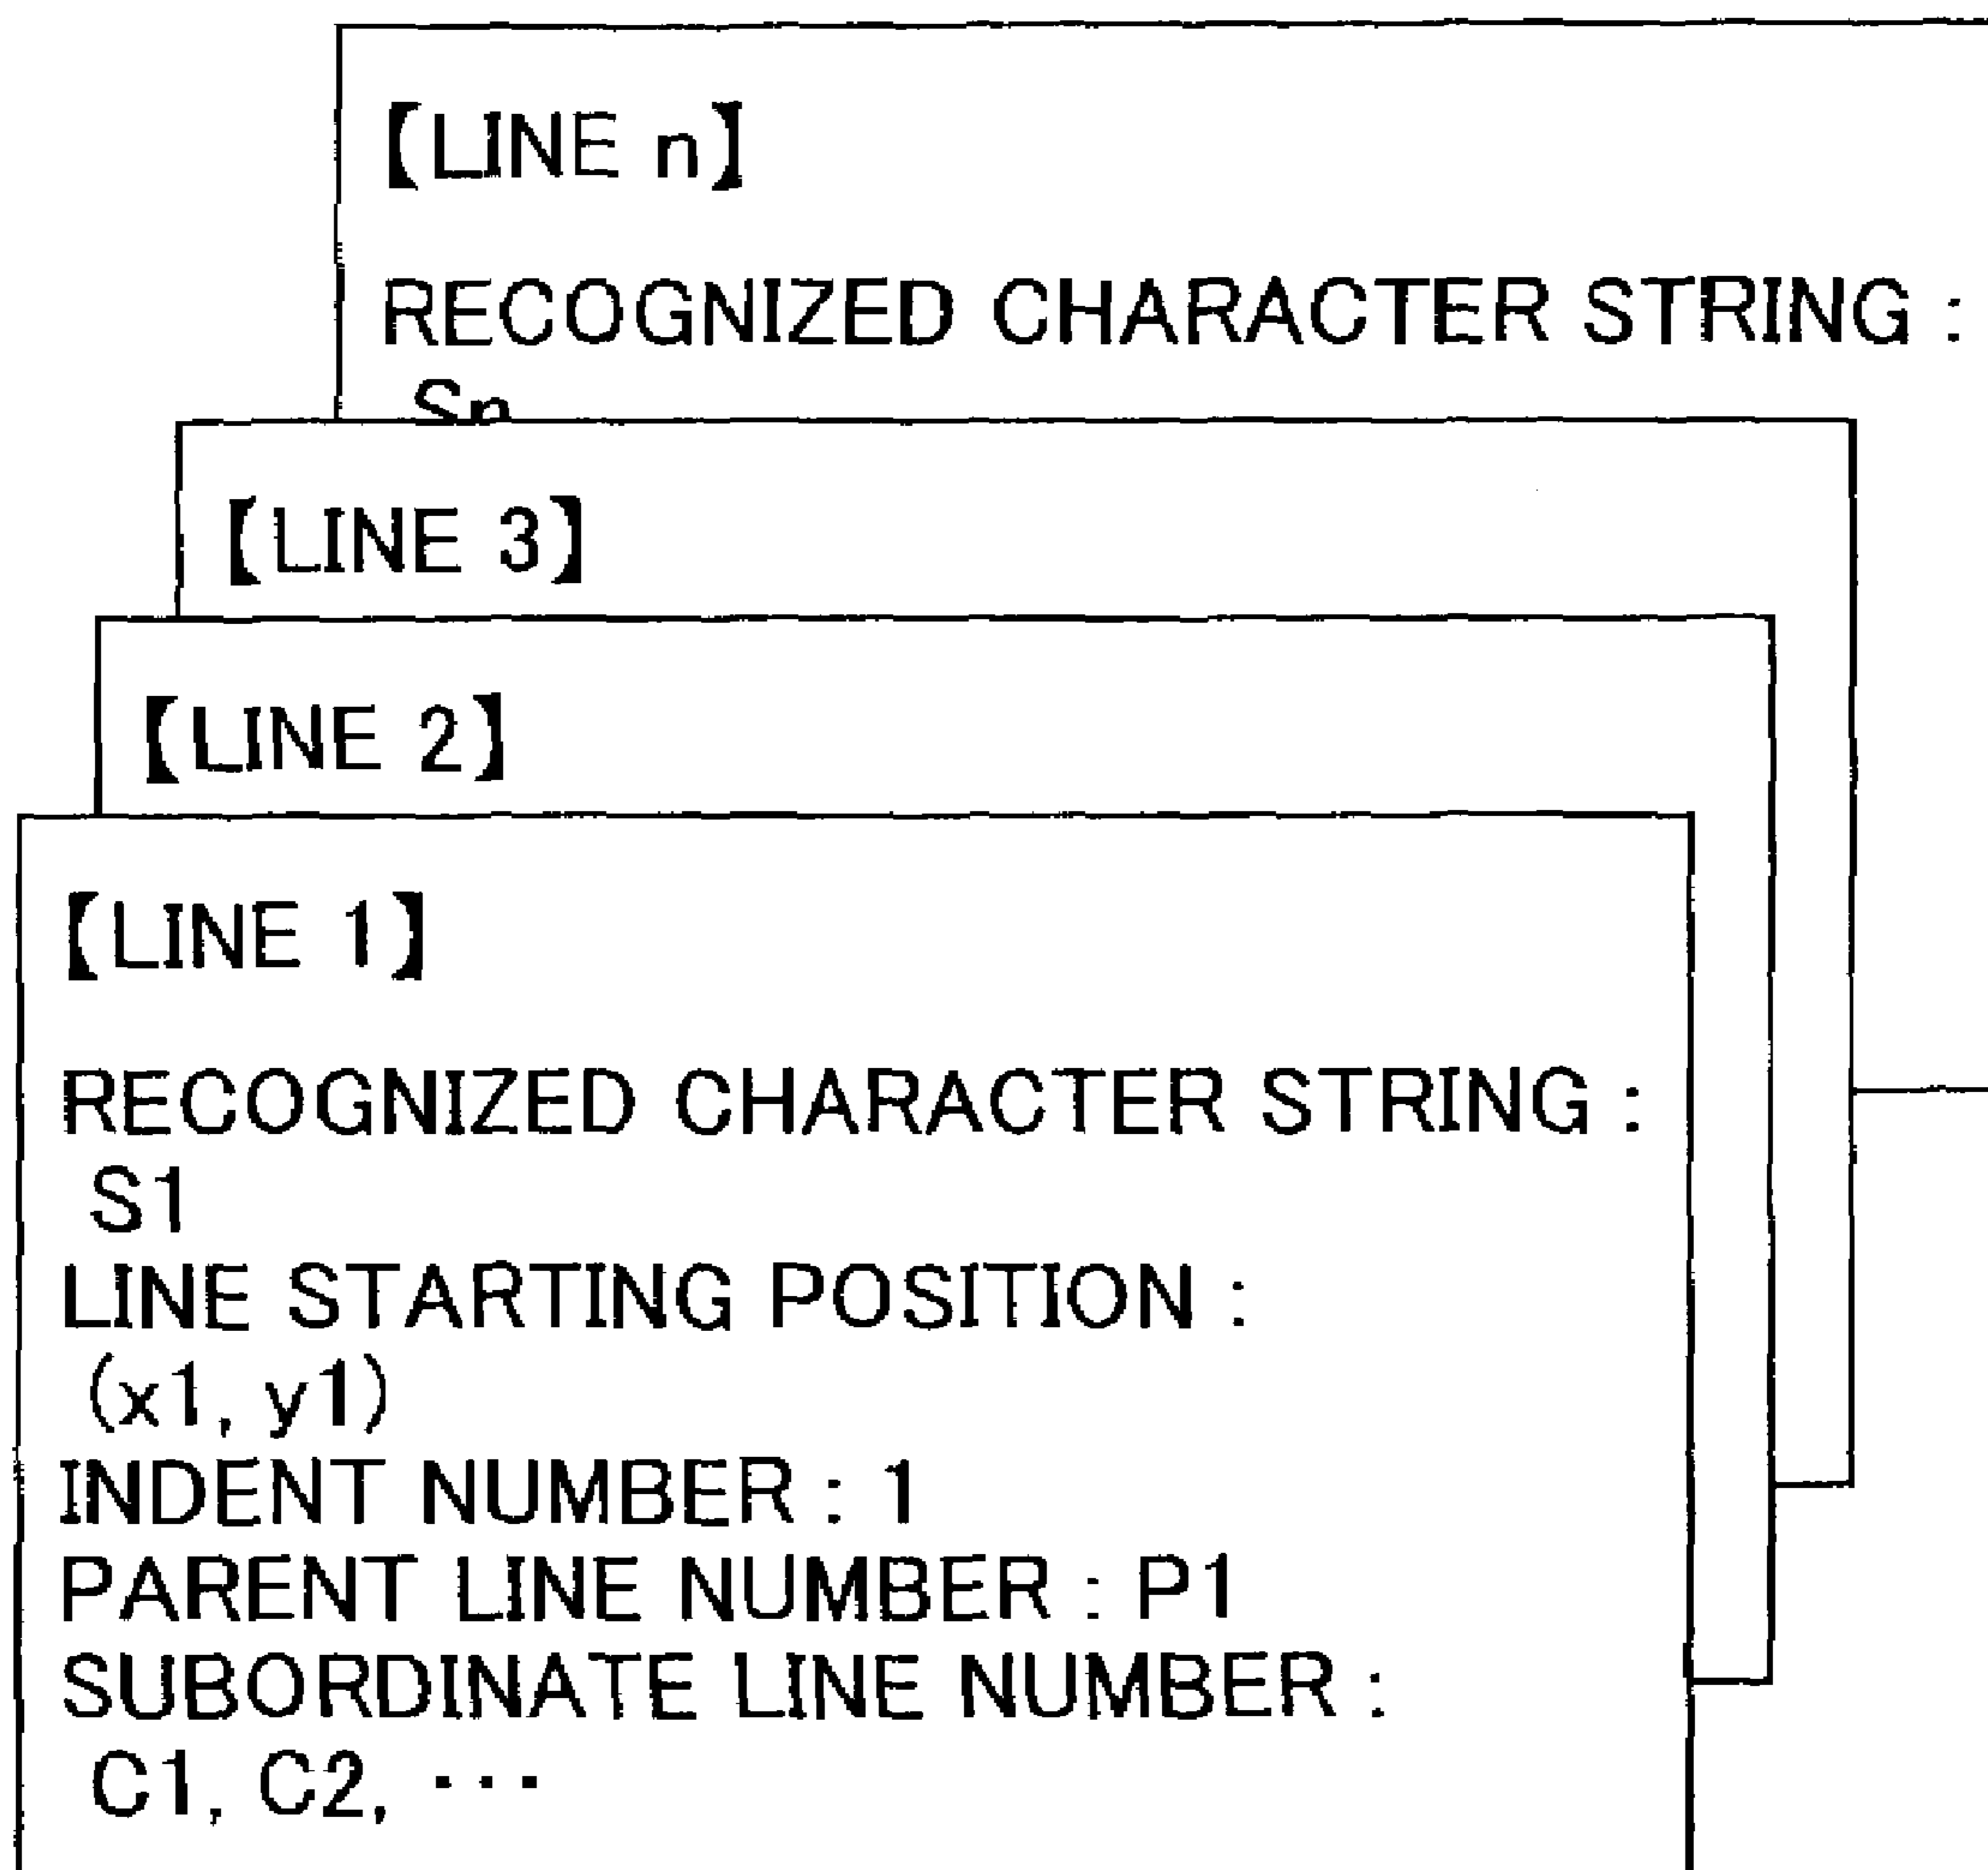 【LINE n】
RECOGNIZED CHARACTER STRING :
Sn
【LINE 3】
【LINE 2】
【LINE 1】
RECOGNIZED CHARACTER STRING :
S1
LINE STARTING POSITION :
(x1, y1)
INDENT NUMBER : 1
PARENT LINE NUMBER : P1
SUBORDINATE LINE NUMBER :
C1, C2, ･･･